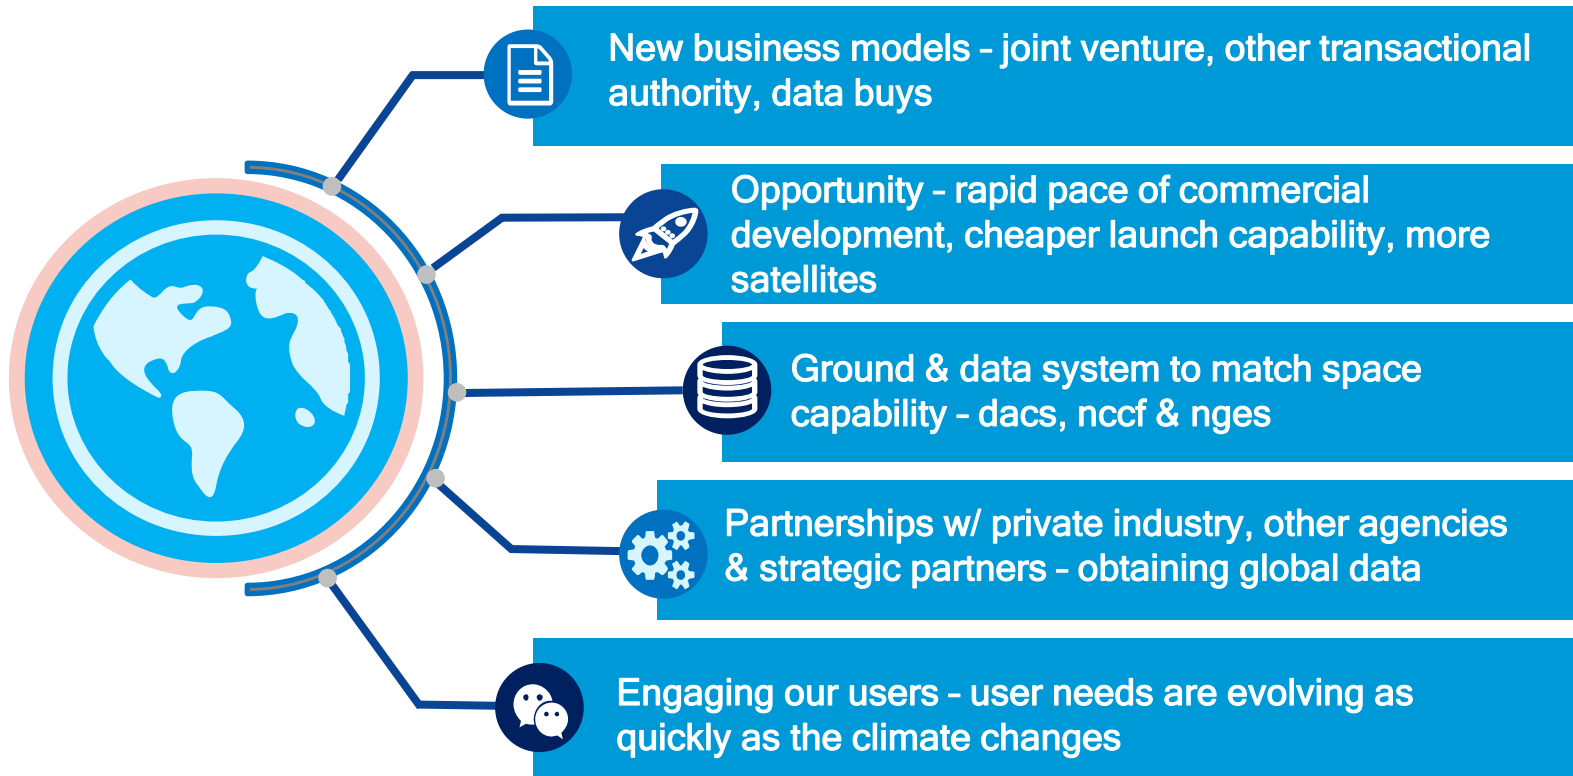 New business models - joint venture, other transactional
authority, data buys
Opportunity - rapid pace of commercial
development, cheaper launch capability, more
satellites
Ground & data system to match space
capability - dacs, nccf & nges
Partnerships w/ private industry, other agencies
& strategic partners - obtaining global data
Engaging our users - user needs are evolving as
quickly as the climate changes